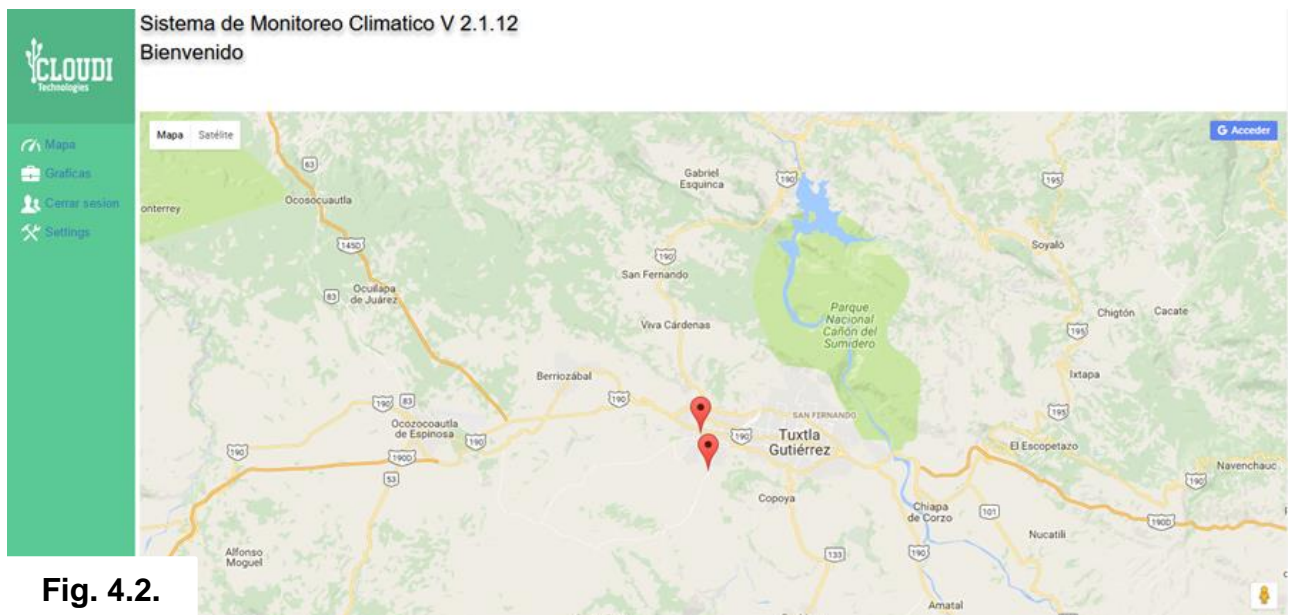 Sistema de Monitoreo Climatico V 2.1.12
Bienvenido
CLOUDI
Technologies
Mapa
Graficas
Cerrar sesion
Settings
Mapa Satélite
G Acceder
83
Gabriel
Esquinca
190
195
Ocosocuautla
onterrey
145D
190
Soyaló
San Fernando
83
Ocuilapa
de Juárez
Parque
Nacional
Cañón del
Sumidero
Chigtón
Cacate
Viva Cárdenas
195
Berriozábal
Ixtapa
190
83
190
195
Ocozocoautla
de Espinosa
SAN FERNANDO
190
190
Tuxtla
Gutiérrez
190
El Escopetazo
190D
Navenchauc
53
190
Copoya
Chiapa
de Corzo
101
190D
Nucatili
Alfonso
Moguel
133
190
Amatal
Fig. 4.2.